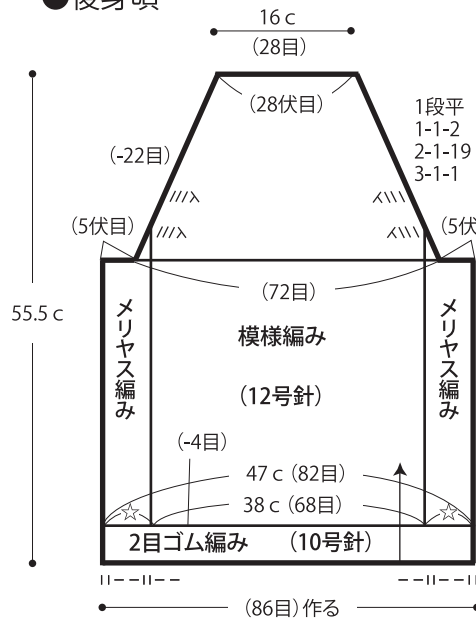 ●後身頃
16 c
(28目)
(28伏目)
1段平
1-1-2
2-1-19
3-1-1
(-22目)
(5伏目)
(5伏
(72目)
55.5 c
メリヤス編み
模様編み
メリヤス編み
(12号針)
(-4目)
47 c (82目)
☆ 38 c (68目) ☆
2目ゴム編み (10号針)
(86目) 作る